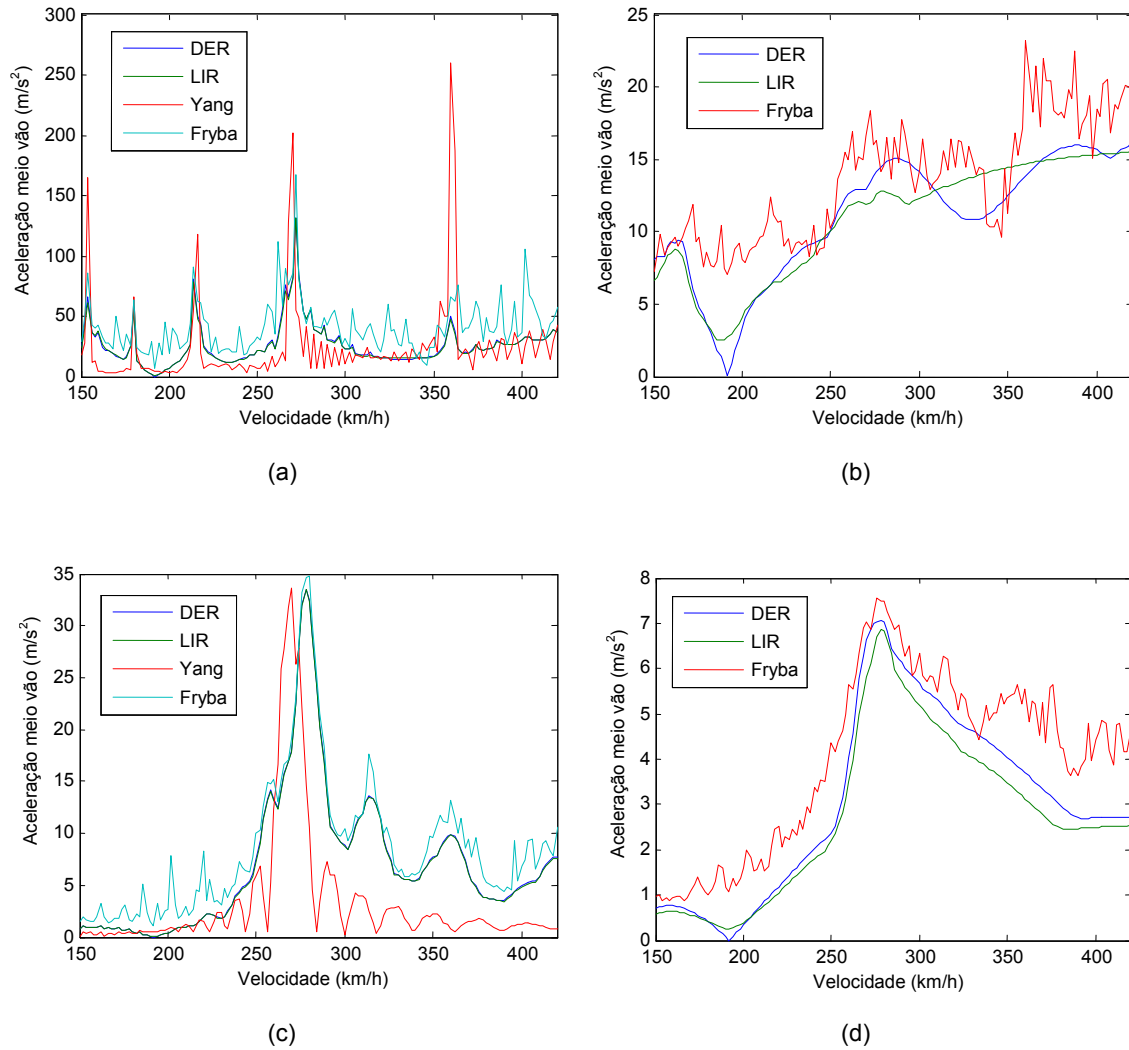 300
250
200
150
100
50
0
Aceleração meio vão (m/s²)
DER
LIR
Yang
Fryba
150
200
250
300
350
400
Velocidade (km/h)
(a)
25
20
15
10
5
0
Aceleração meio vão (m/s²)
DER
LIR
Fryba
150
200
250
300
350
400
Velocidade (km/h)
(b)
35
30
25
20
15
10
5
0
Aceleração meio vão (m/s²)
DER
LIR
Yang
Fryba
150
200
250
300
350
400
Velocidade (km/h)
(c)
8
7
6
5
4
3
2
1
0
Aceleração meio vão (m/s²)
DER
LIR
Fryba
150
200
250
300
350
400
Velocidade (km/h)
(d)